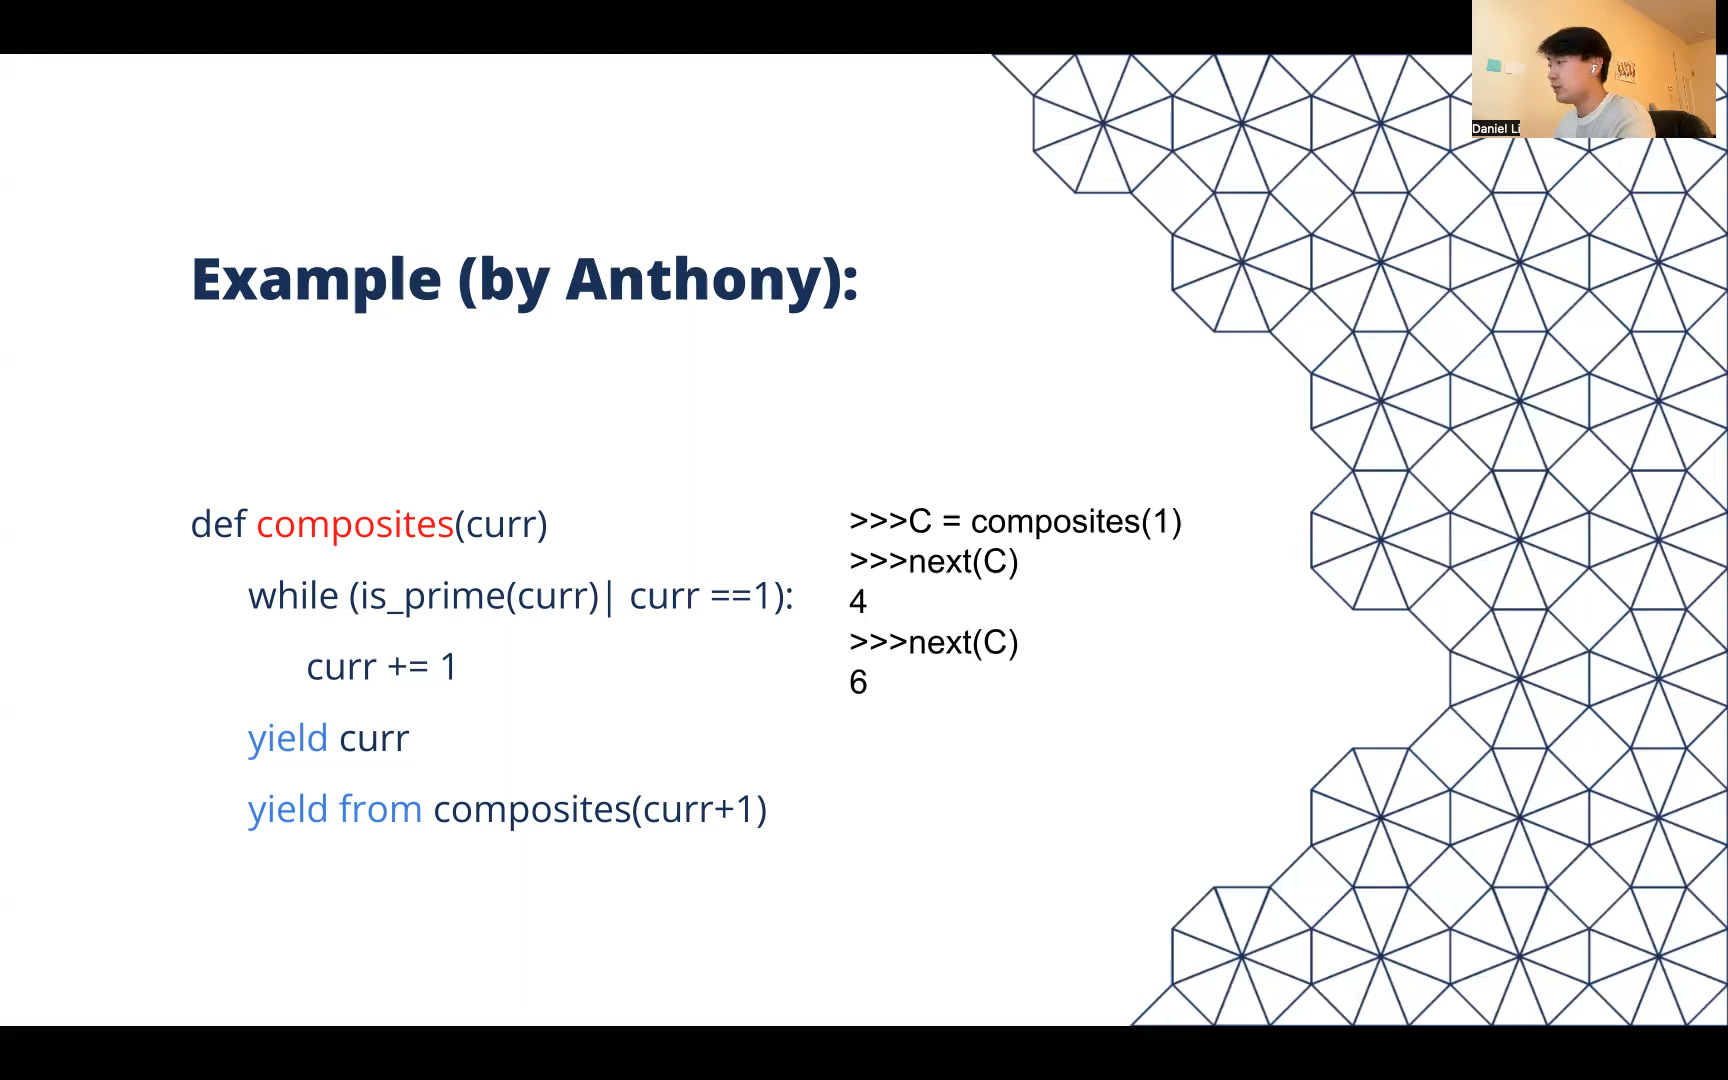 Daniel Li
Example (by Anthony):
def composites(curr)
while (is_prime(curr)| curr ==1):
curr += 1
yield curr
yield from composites(curr+1)
>>>C = composites(1)
>>>next(C)
4
>>>next(C)
6